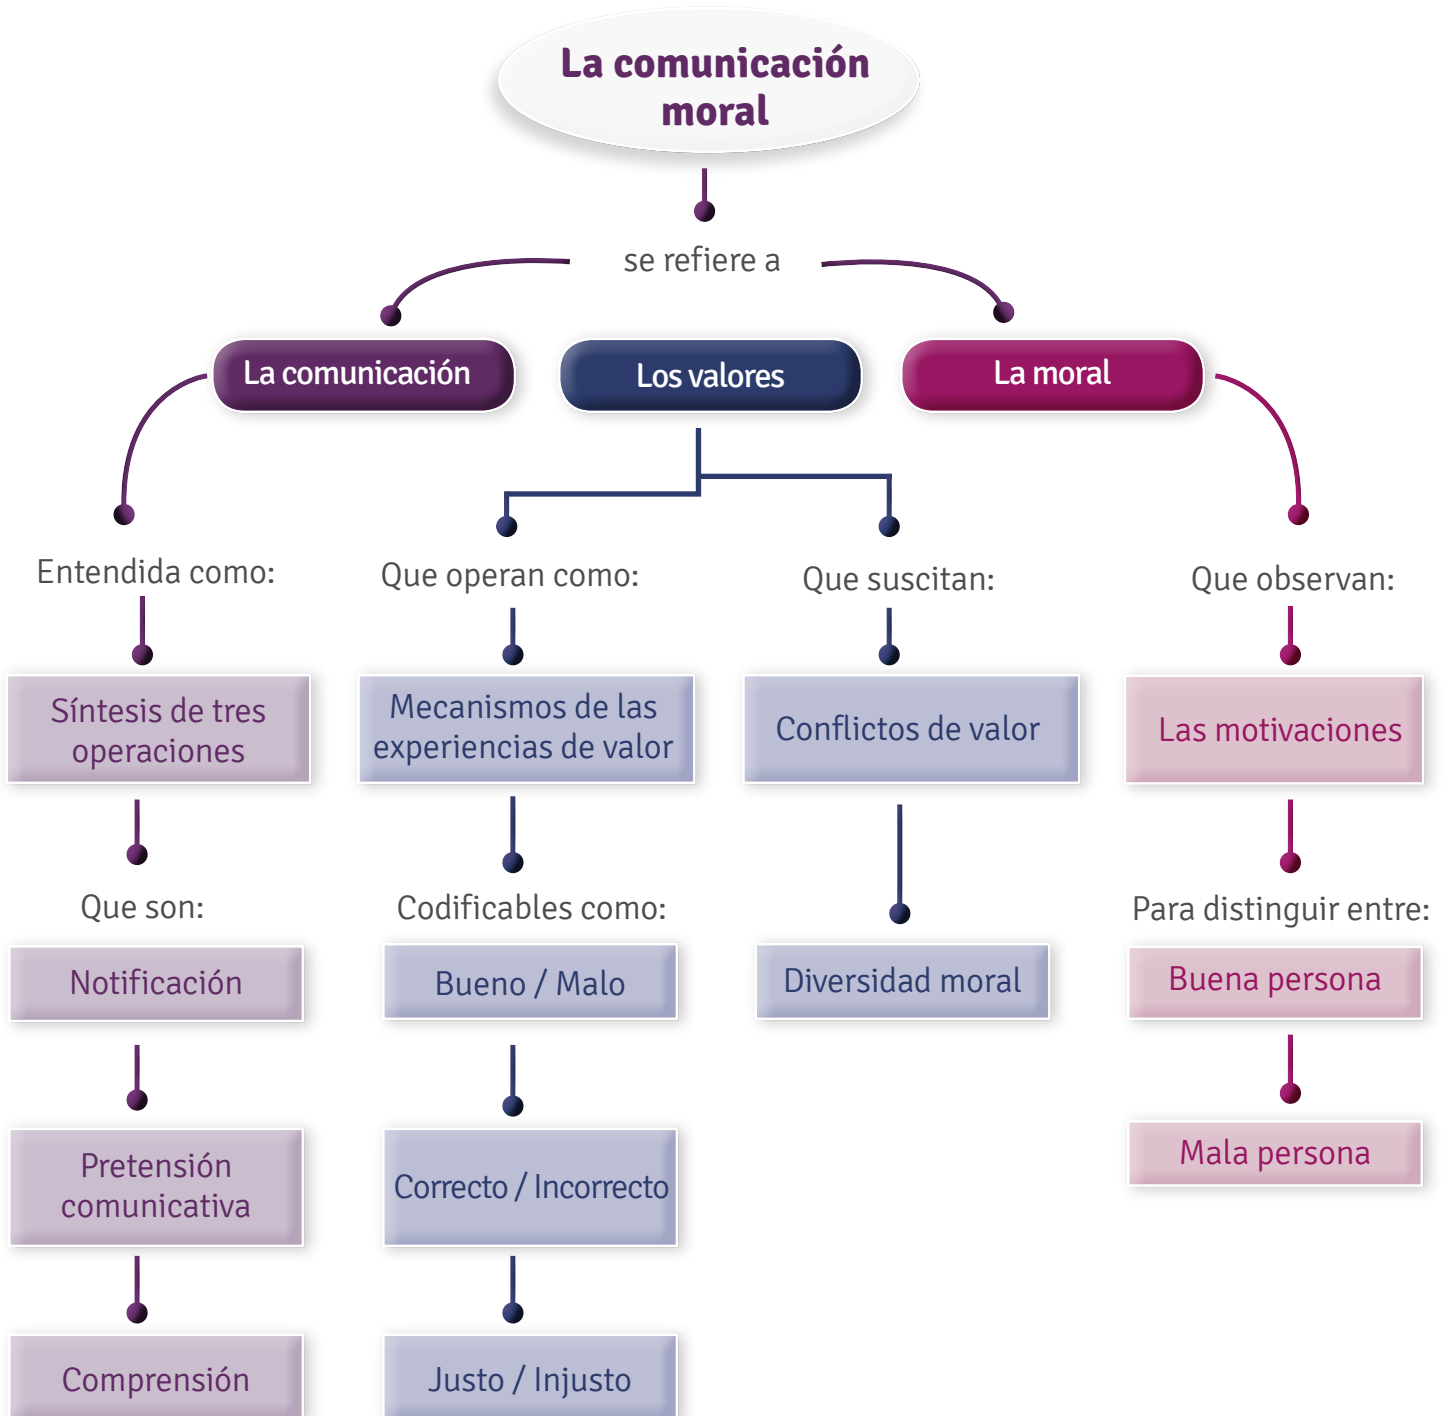 La comunicación
moral
se refiere a
La comunicación
Los valores
La moral
Entendida como:
Que operan como:
Que suscitan:
Que observan:
Síntesis de tres
operaciones
Mecanismos de las
experiencias de valor
Conflictos de valor
Las motivaciones
Que son:
Codificables como:
Para distinguir entre:
Notificación
Bueno / Malo
Diversidad moral
Buena persona
Pretensión
comunicativa
Correcto / Incorrecto
Mala persona
Comprensión
Justo / Injusto